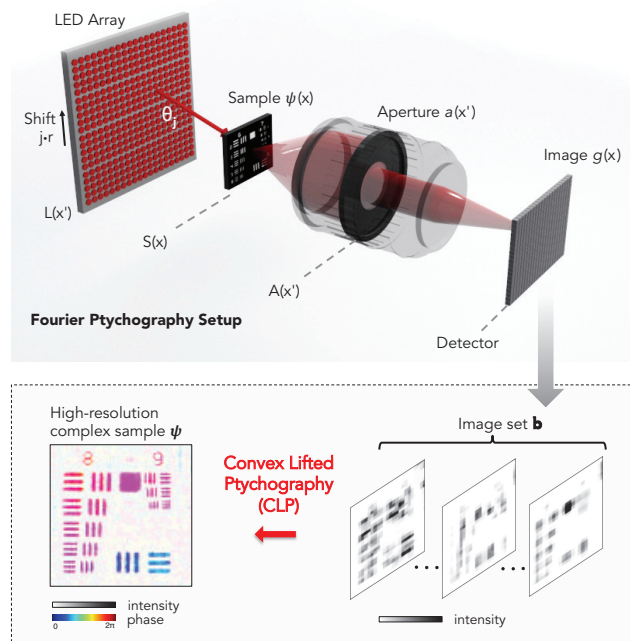 LED Array
Sample ψ(x)
Aperture a(x')
θj
Shift
j•r
Image g(x)
L(x')
S(x)
A(x')
Fourier Ptychography Setup
Detector
High-resolution
complex sample ψ
Image set b
8 - 9
Convex Lifted
Ptychography
(CLP)
intensity
phase
0 2π
intensity